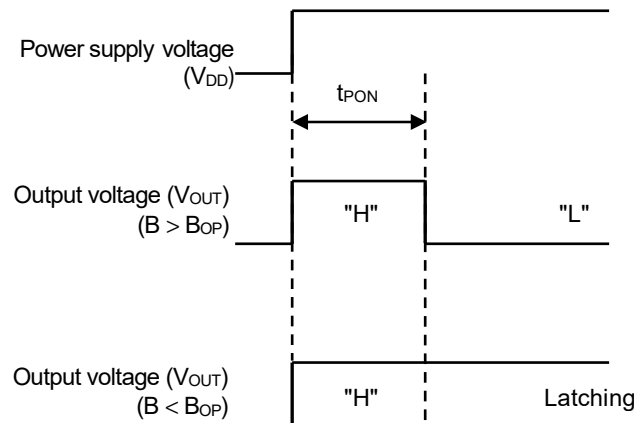 Power supply voltage
(VDD)
tPON
Output voltage (VOUT)
(B > BOP)
"H"
"L"
Output voltage (VOUT)
(B < BOP)
"H"
Latching